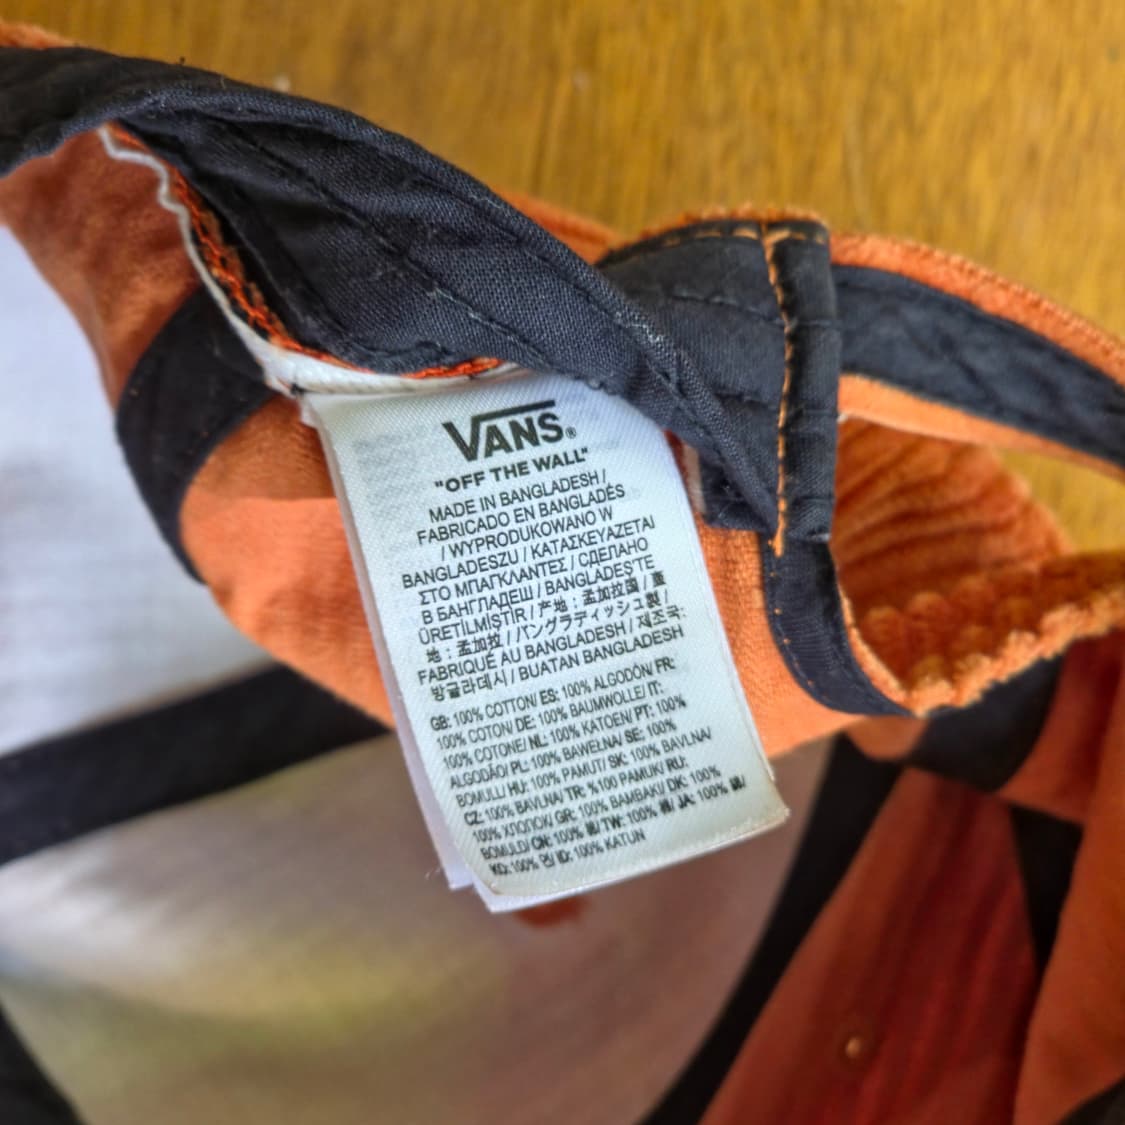 VANS®
"OFF THE WALL"
MADE IN BANGLADESH /
FABRICADO EN BANGLADÉS
/ WYPRODUKOWANO W
BANGLADESZU / ΚΑΤΑΣΚΕΥΑΖΕΤΑΙ
ΣΤΟ ΜΠΑΓΚΛΑΝΤΕΣ / СДЕЛАНО
В БАНГЛАДЕШ / BANGLADEŞ'TE
ÜRETİLMİŞTİR / 产地：孟加拉国 / 產
地：孟加拉 / バングラディッシュ製 /
FABRIQUÉ AU BANGLADESH / 제조국:
방글라데시 / BUATAN BANGLADESH
GB: 100% COTTON/ ES: 100% ALGODÓN/ FR:
100% COTON/ DE: 100% BAUMWOLLE/ IT:
100% COTONE/ NL: 100% KATOEN/ PT: 100%
ALGODÃO/ PL: 100% BAWEŁNA/ SE: 100%
BOMULL/ HU: 100% PAMUT/ SK: 100% BAVLNA/
CZ: 100% BAVLNA/ TR: %100 PAMUK/ RU:
100% ХЛОПОК/ GR: 100% ΒΑΜΒΑΚΙ/ DK: 100%
BOMULD/ CN: 100% 棉/ TW: 100% 棉/ JA: 100% 綿/
KO: 100% 면/ ID: 100% KATUN